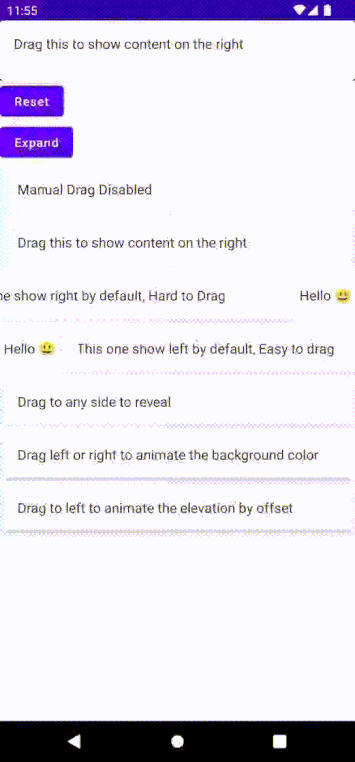 11:55
Drag this to show content on the right
Reset
Expand
Manual Drag Disabled
Drag this to show content on the right
ne show right by default, Hard to Drag Hello 😃
Hello 😃 This one show left by default, Easy to drag
Drag to any side to reveal
Drag left or right to animate the background color
Drag to left to animate the elevation by offset